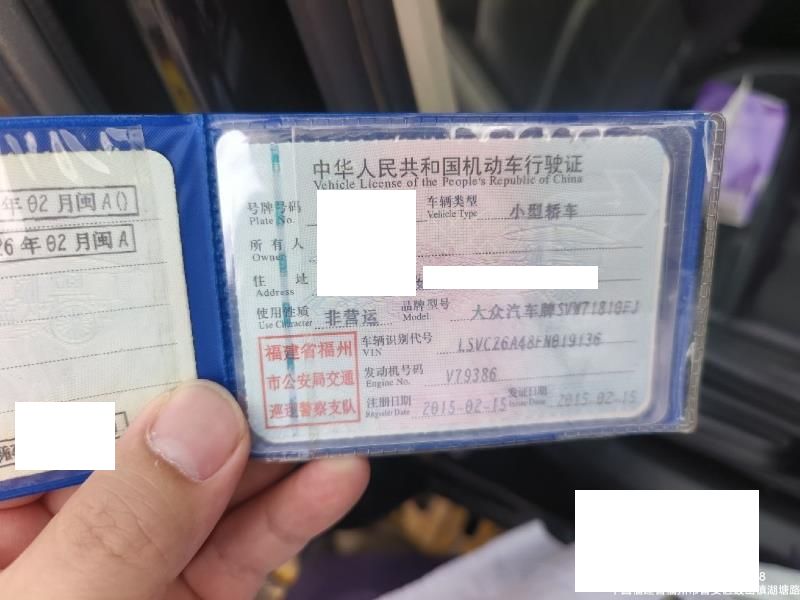 年02月闽A()
26年02月闽A
中华人民共和国机动车行驶证
Vehicle License of the People's Republic of China
号牌号码
Plate No.
车辆类型 小型轿车
Vehicle Type
所有人
Owner
住 址
Address
使用性质 非营运
Use Character
品牌型号 大众汽车牌SVW71810EJ
Model
福建省福州
市公安局交通
巡逻警察支队
车辆识别代号 LSVCZ6A48FN019136
VIN
发动机号码 V79386
Engine No.
注册日期 2015-02-15
Register Date
发证日期 2015-02-15
Issue Date
8